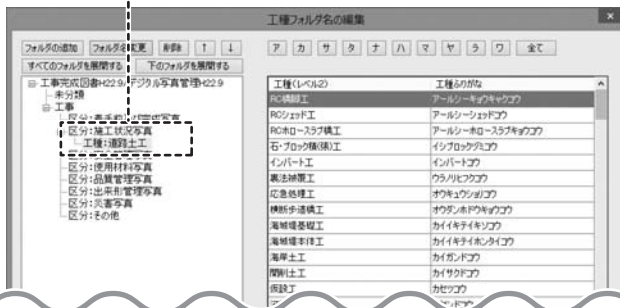 工種フォルダ名の編集
×
フォルダの追加 フォルダ名変更 削除 ↑ ↓
すべてのフォルダを展開する 下のフォルダを展開する
ア カ サ タ ナ ハ マ ヤ ラ ワ 全て
工事完成図書H22.9/デジタル写真管理H22.9
未分類
工事
区分:施工状況写真
工種:道路土工
区分:使用材料写真
区分:品質管理写真
区分:出来形管理写真
区分:災害写真
区分:その他
工種(レベル2) 工種ふりがな
RC橋脚工 アールシーキョウキャクコウ
RCシェッド工 アールシーシェッドコウ
RCホロースラブ橋工 アールシーホロースラブキョウコウ
石・ブロック積(張)工 イシブロックヅミコウ
インバート工 インバートコウ
裏法被覆工 ウラノリヒフクコウ
応急処理工 オウキュウショリコウ
横断歩道橋工 オウダンホドウキョウコウ
海域堤基礎工 カイイキテイキソコウ
海域堤本体工 カイイキテイホンタイコウ
海岸土工 カイガンドコウ
開削土工 カイサクドコウ
仮設工 カセツコウ